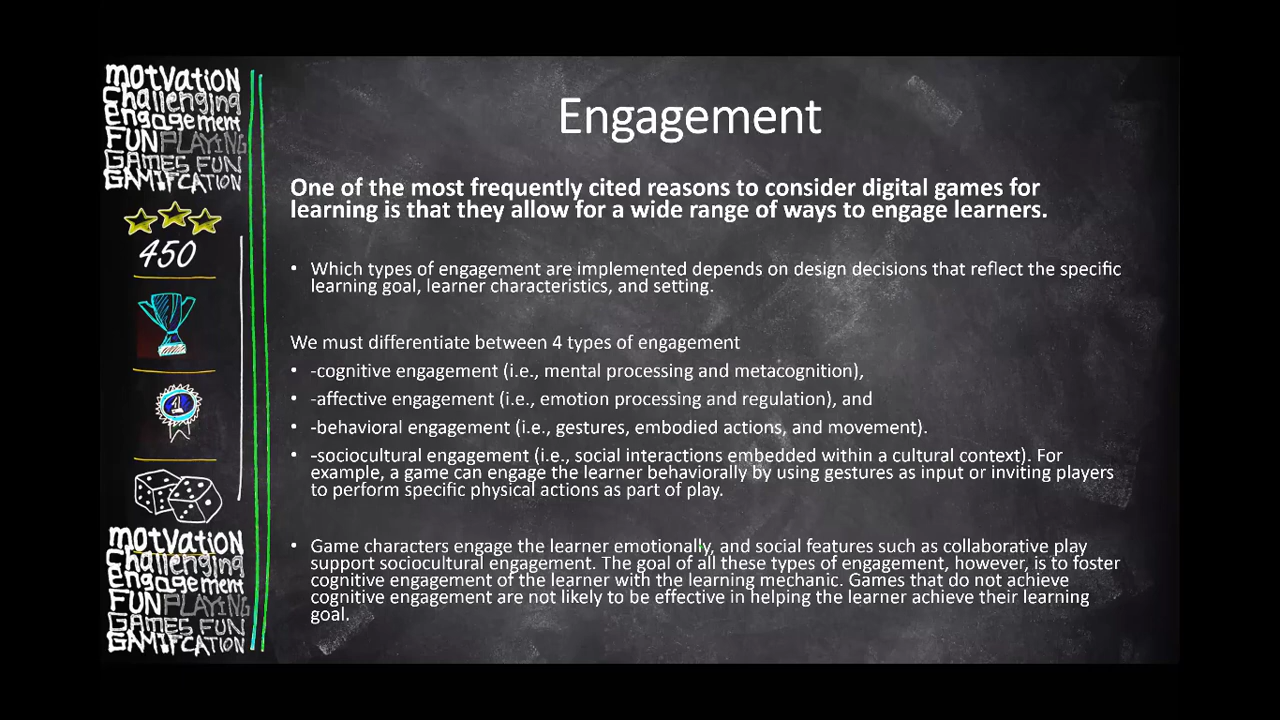 motvation
Challenging
Engagement
FUN PLAYING
GAMES FUN
GAMIFCATION
450
1
motvation
Challenging
Engagement
FUN PLAYING
GAMES FUN
GAMIFCATION
Engagement
One of the most frequently cited reasons to consider digital games for
learning is that they allow for a wide range of ways to engage learners.
• Which types of engagement are implemented depends on design decisions that reflect the specific
learning goal, learner characteristics, and setting.
We must differentiate between 4 types of engagement
• -cognitive engagement (i.e., mental processing and metacognition),
• -affective engagement (i.e., emotion processing and regulation), and
• -behavioral engagement (i.e., gestures, embodied actions, and movement).
• -sociocultural engagement (i.e., social interactions embedded within a cultural context). For
example, a game can engage the learner behaviorally by using gestures as input or inviting players
to perform specific physical actions as part of play.
• Game characters engage the learner emotionally, and social features such as collaborative play
support sociocultural engagement. The goal of all these types of engagement, however, is to foster
cognitive engagement of the learner with the learning mechanic. Games that do not achieve
cognitive engagement are not likely to be effective in helping the learner achieve their learning
goal.